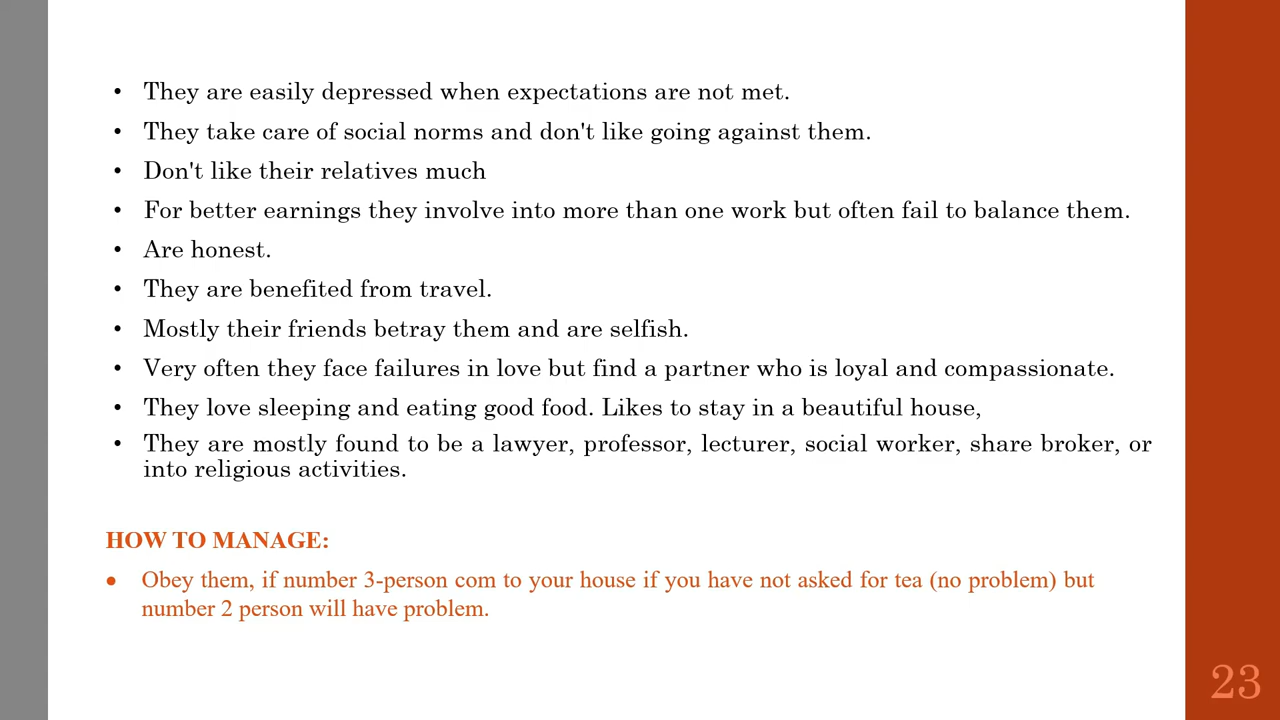 • They are easily depressed when expectations are not met.
• They take care of social norms and don't like going against them.
• Don't like their relatives much
• For better earnings they involve into more than one work but often fail to balance them.
• Are honest.
• They are benefited from travel.
• Mostly their friends betray them and are selfish.
• Very often they face failures in love but find a partner who is loyal and compassionate.
• They love sleeping and eating good food. Likes to stay in a beautiful house,
• They are mostly found to be a lawyer, professor, lecturer, social worker, share broker, or
into religious activities.
HOW TO MANAGE:
• Obey them, if number 3-person com to your house if you have not asked for tea (no problem) but
number 2 person will have problem.
23